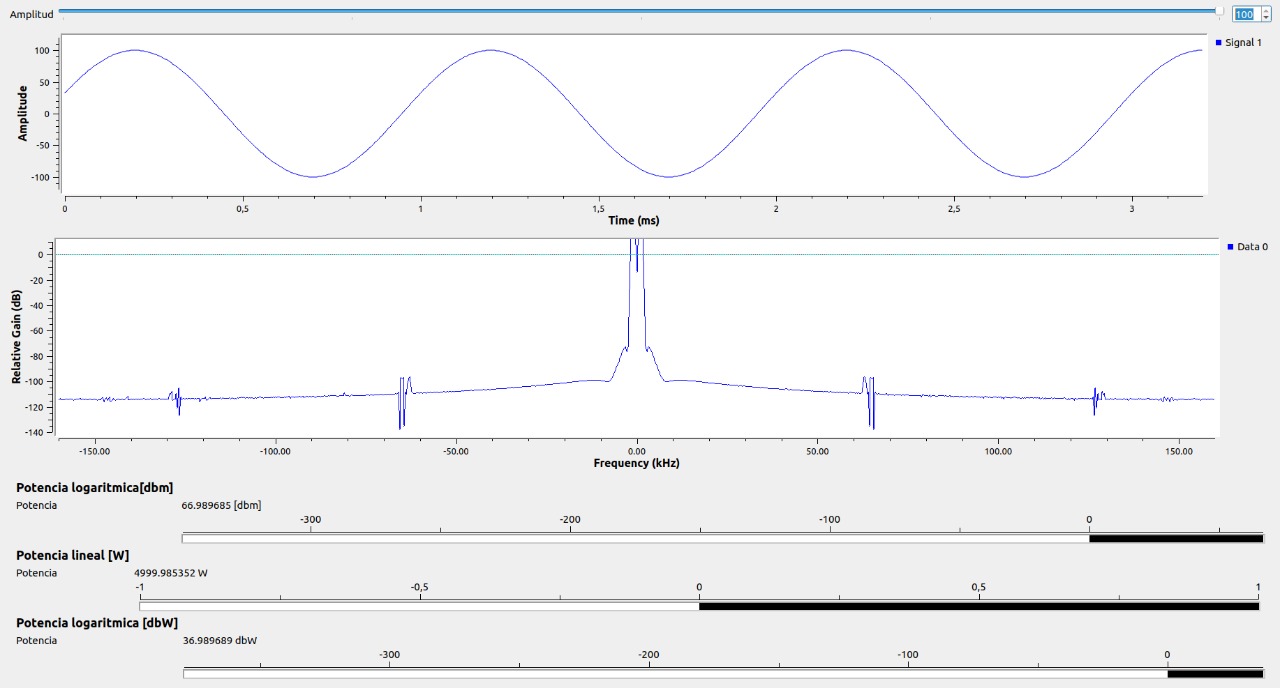 Amplitud 100
Signal 1
Amplitude
100
50
0
-50
-100
0 0,5 1 1,5 2 2,5 3
Time (ms)
Data 0
Relative Gain (dB)
0
-20
-40
-60
-80
-100
-120
-140
-150.00 -100.00 -50.00 0.00 50.00 100.00 150.00
Frequency (kHz)
Potencia logaritmica[dbm]
Potencia 66.989685 [dbm]
-300 -200 -100 0
Potencia lineal [W]
Potencia 4999.985352 W
-1 -0,5 0 0,5 1
Potencia logaritmica [dbW]
Potencia 36.989689 dbW
-300 -200 -100 0